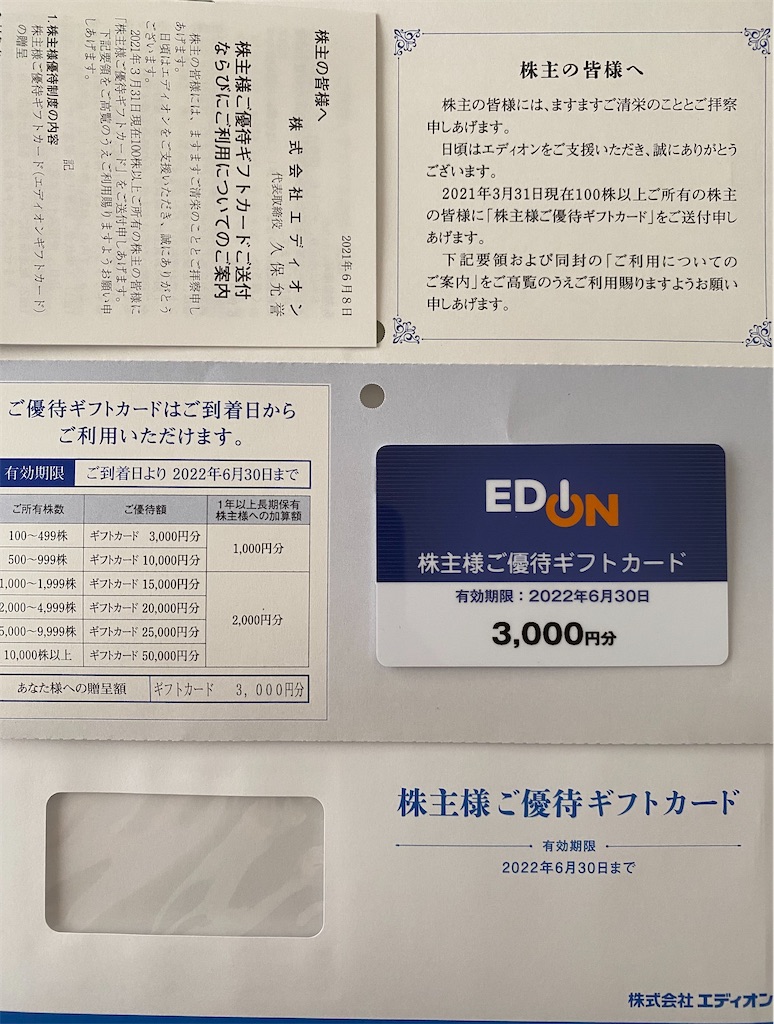 株主の皆様へ
株主の皆様には、ますますご清栄のこととご拝察
申しあげます。
日頃はエディオンをご支援いただき、誠にありがとう
ございます。
2021年3月31日現在100株以上ご所有の株主
の皆様に「株主様ご優待ギフトカード」をご送付申し
あげます。
下記要領および同封の「ご利用についての
ご案内」をご高覧のうえご利用賜りますようお願い
申しあげます。
2021年6月8日
株主の皆様へ
株式会社エディオン
代表取締役 久保允誉
株主様ご優待ギフトカードご送付
ならびにご利用についてのご案内
株主の皆様には、ますますご清栄のこととご拝察申し
あげます。
日頃はエディオンをご支援いただき、誠にありがとう
ございます。
2021年3月31日現在100株以上ご所有の株主の皆様に
「株主様ご優待ギフトカード」をご送付申しあげます。
下記要領をご高覧のうえご利用賜りますようお願い申
しあげます。
記
1.株主様優待制度の内容
株主様ご優待ギフトカード(エディオンギフトカード)
の贈呈
ご優待ギフトカードはご到着日から
ご利用いただけます。
有効期限 ご到着日より 2022年6月30日まで
ご所有株数 ご優待額 1年以上長期保有
株主様への加算額
100〜499株 ギフトカード 3,000円分 1,000円分
500〜999株 ギフトカード 10,000円分
1,000〜1,999株 ギフトカード 15,000円分 2,000円分
2,000〜4,999株 ギフトカード 20,000円分
5,000〜9,999株 ギフトカード 25,000円分
10,000株以上 ギフトカード 50,000円分
あなた様への贈呈額 ギフトカード 3,000円分
EDION
株主様ご優待ギフトカード
有効期限:2022年6月30日
3,000円分
株主様ご優待ギフトカード
有効期限
2022年6月30日まで
株式会社エディオン